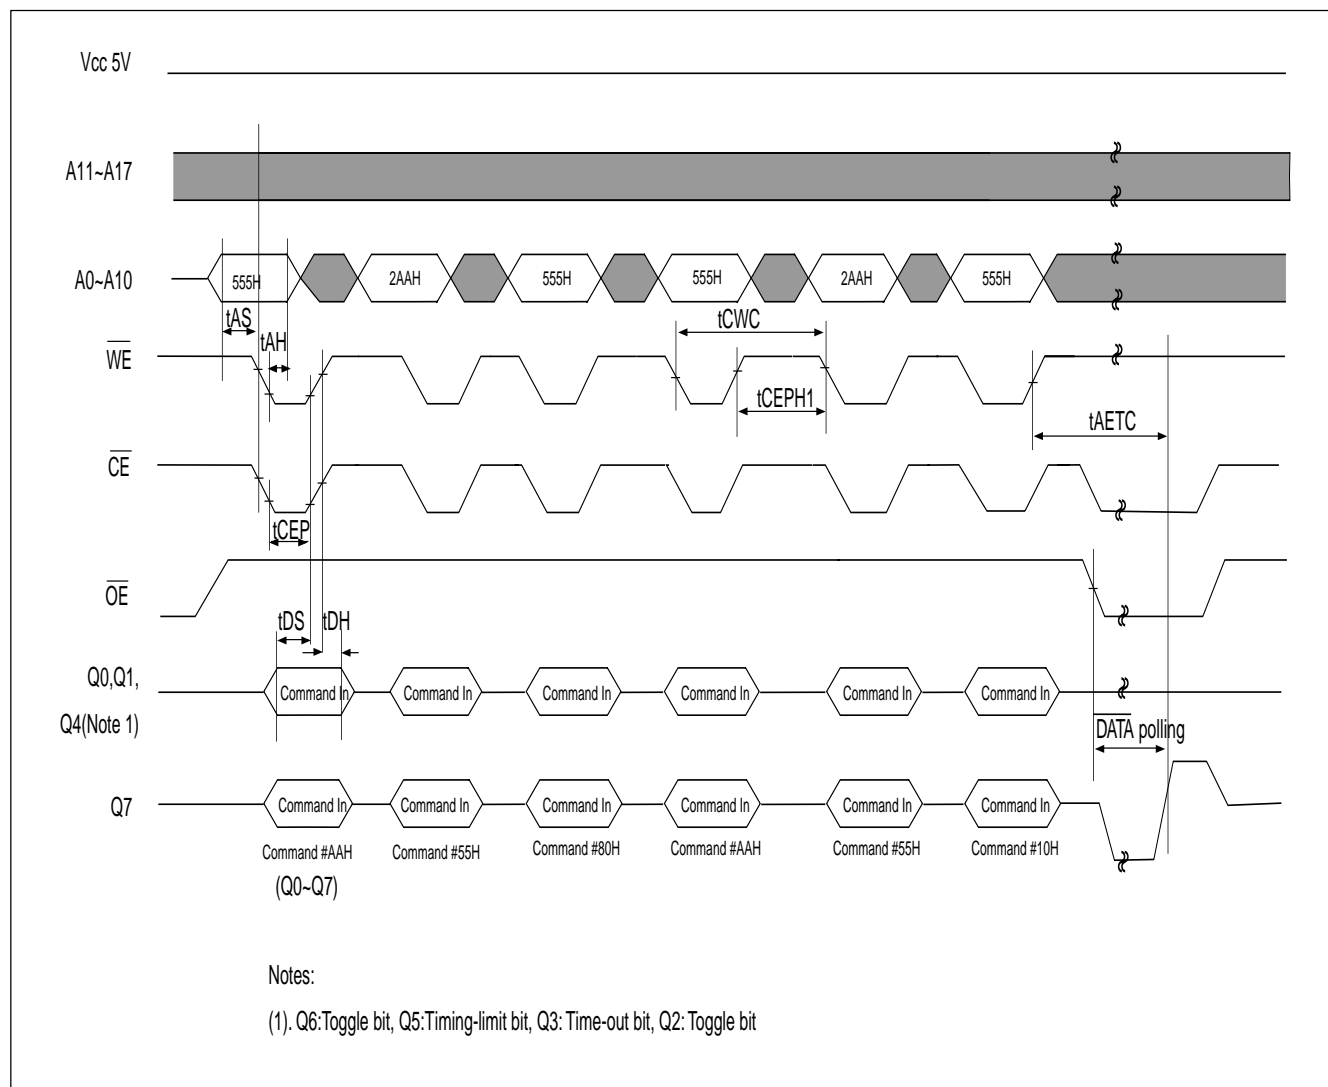 Vcc 5V
A11~A17
A0~A10
555H 2AAH 555H 555H 2AAH 555H
tAS
tAH
tCWC
WE
tCEPH1
tAETC
CE
tCEP
OE
tDS tDH
Q0,Q1,
Q4(Note 1)
Command In Command In Command In Command In Command In Command In
DATA polling
Q7
Command In Command In Command In Command In Command In Command In
Command #AAH Command #55H Command #80H Command #AAH Command #55H Command #10H
(Q0~Q7)
Notes:
(1). Q6:Toggle bit, Q5:Timing-limit bit, Q3: Time-out bit, Q2: Toggle bit